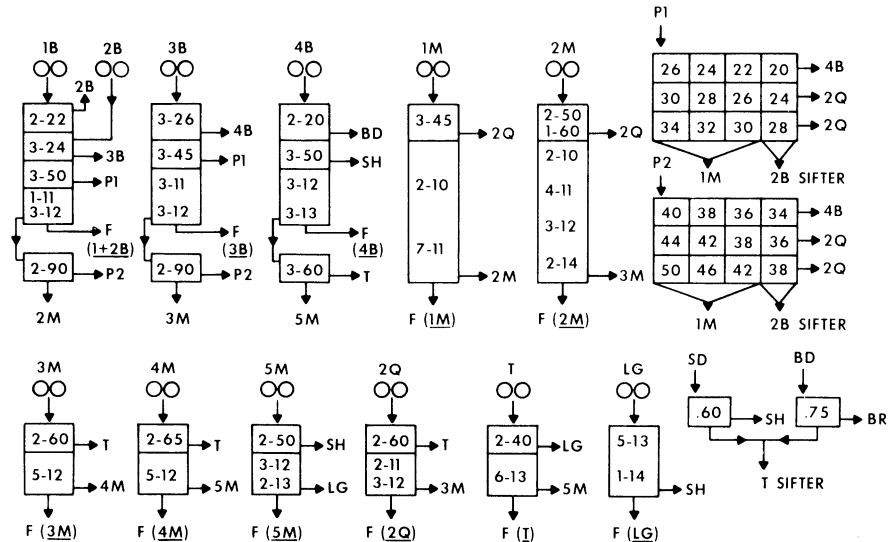 1B 2B 3B 4B 1M 2M P1
2B
2-22 3-26 2-20 3-45 2-50 26 24 22 20 4B
4B BD 2Q 1-60 2Q
3-24 3B 3-45 P1 3-50 SH 2-10 30 28 26 24 2Q
3-50 P1 3-11 3-12 2-10 4-11 34 32 30 28 2Q
1-11
3-12 3-12 3-13 3-12
F F F 1M 2B SIFTER
(1+2B) (3B) (4B) P2
40 38 36 34 4B
2-90 P2 2-90 P2 3-60 T 7-11 2M 2-14 3M 44 42 38 36 2Q
50 46 42 38 2Q
2M 3M 5M F (1M) F (2M) 1M 2B SIFTER
3M 4M 5M 2Q T LG SD BD
2-60 T 2-65 T 2-50 SH 2-60 T 2-40 LG 5-13 .60 SH .75 BR
3-12 2-11
5-12 4M 5-12 5M 2-13 LG 3-12 3M 6-13 5M 1-14 SH
T SIFTER
F (3M) F (4M) F (5M) F (2Q) F (T) F (LG)